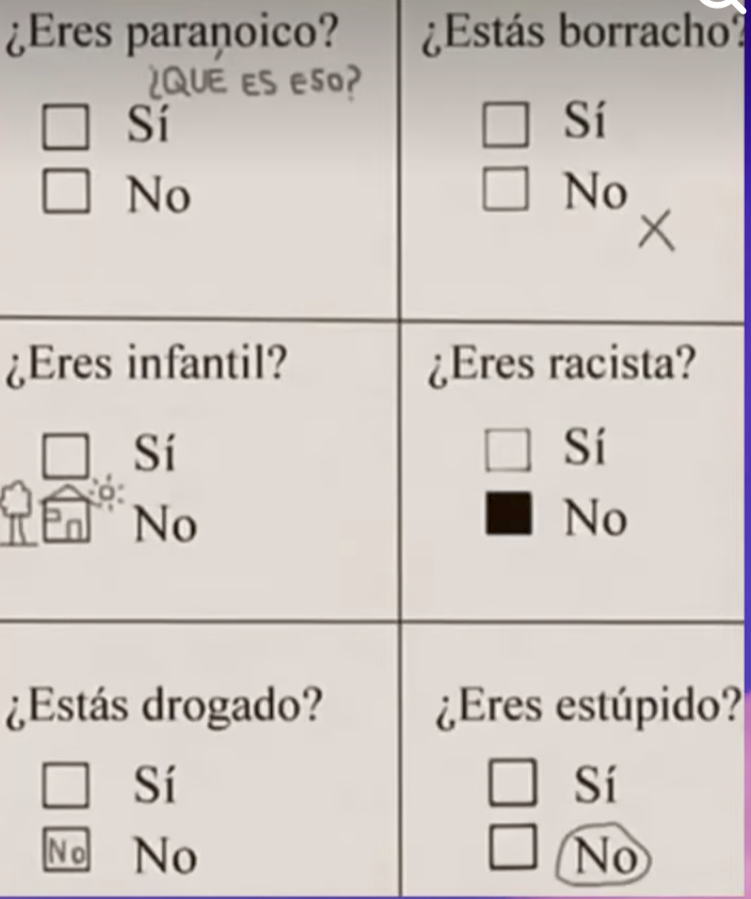 ¿Eres paranoico?
¿QUÉ ES ESO?
Sí
No
¿Estás borracho?
Sí
No
X
¿Eres infantil?
Sí
No
¿Eres racista?
Sí
No
¿Estás drogado?
Sí
No No
¿Eres estúpido?
Sí
No